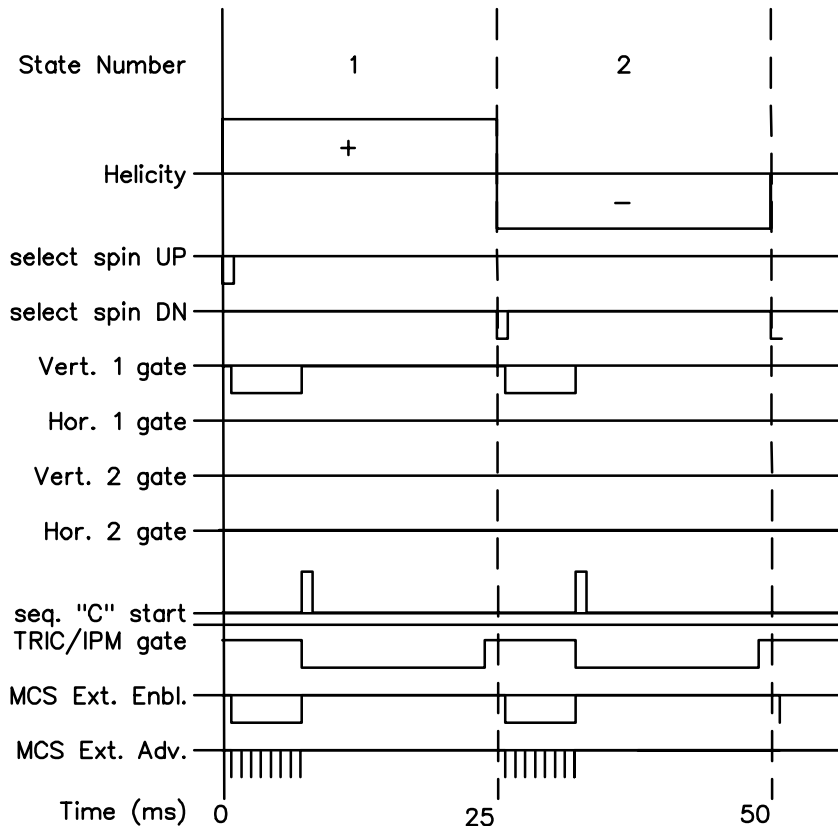 State Number 1 2
+
Helicity
−
select spin UP
select spin DN
Vert. 1 gate
Hor. 1 gate
Vert. 2 gate
Hor. 2 gate
seq. "C" start
TRIC/IPM gate
MCS Ext. Enbl.
MCS Ext. Adv.
Time (ms) 0 25 50